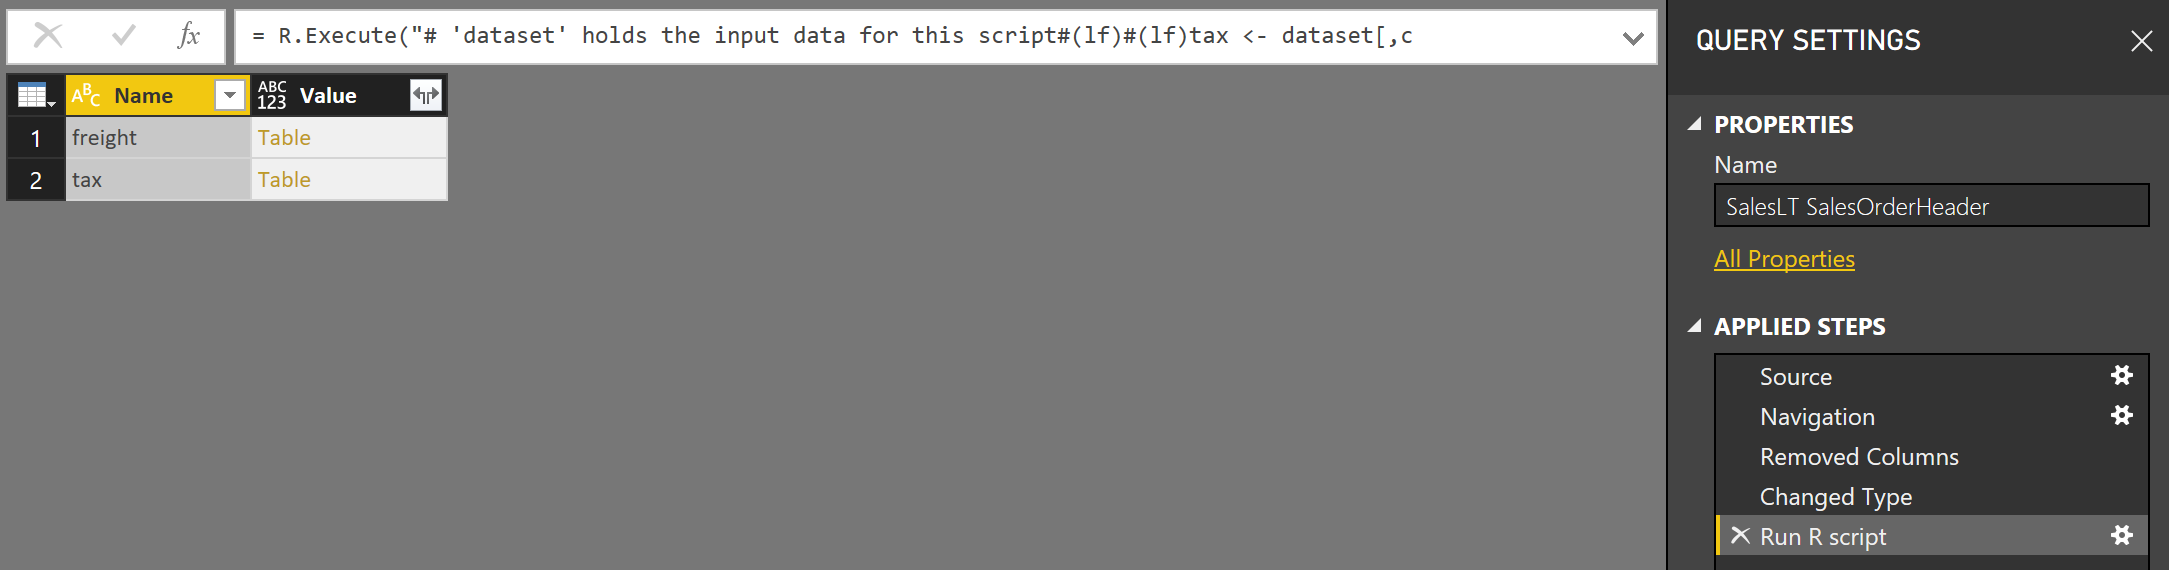 fx = R.Execute("# 'dataset' holds the input data for this script#(lf)#(lf)tax <- dataset[,c
ABC Name ABC 123 Value
1 freight Table
2 tax Table
QUERY SETTINGS
PROPERTIES
Name
SalesLT SalesOrderHeader
All Properties
APPLIED STEPS
Source
Navigation
Removed Columns
Changed Type
Run R script